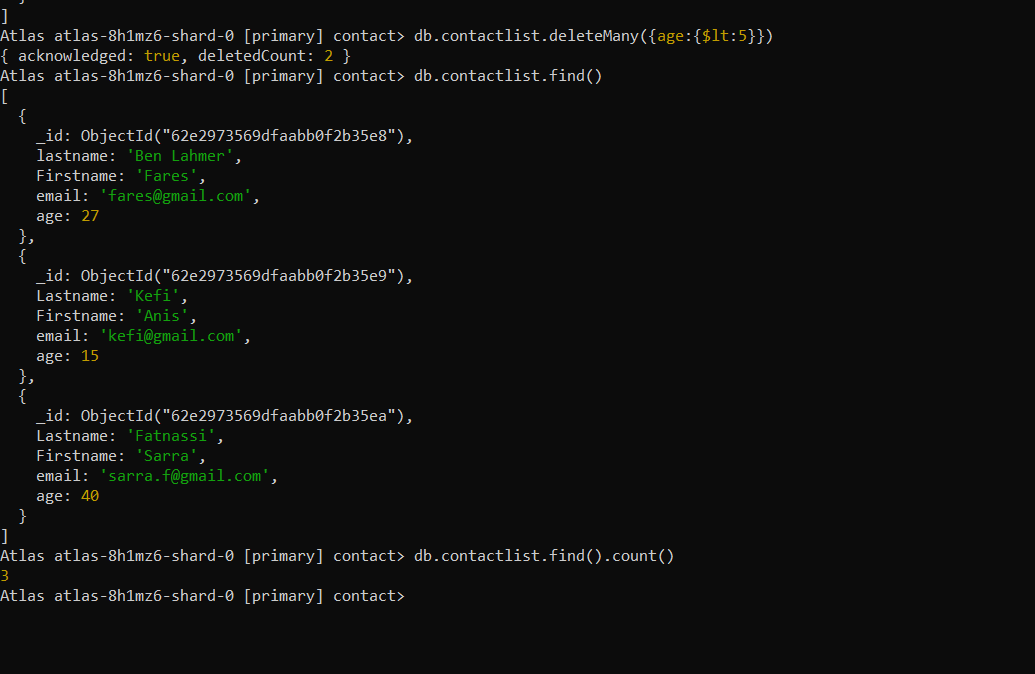 ]
Atlas atlas-8h1mz6-shard-0 [primary] contact> db.contactlist.deleteMany({age:{$lt:5}})
{ acknowledged: true, deletedCount: 2 }
Atlas atlas-8h1mz6-shard-0 [primary] contact> db.contactlist.find()
[
  {
    _id: ObjectId("62e2973569dfaabb0f2b35e8"),
    lastname: 'Ben Lahmer',
    Firstname: 'Fares',
    email: 'fares@gmail.com',
    age: 27
  },
  {
    _id: ObjectId("62e2973569dfaabb0f2b35e9"),
    Lastname: 'Kefi',
    Firstname: 'Anis',
    email: 'kefi@gmail.com',
    age: 15
  },
  {
    _id: ObjectId("62e2973569dfaabb0f2b35ea"),
    Lastname: 'Fatnassi',
    Firstname: 'Sarra',
    email: 'sarra.f@gmail.com',
    age: 40
  }
]
Atlas atlas-8h1mz6-shard-0 [primary] contact> db.contactlist.find().count()
3
Atlas atlas-8h1mz6-shard-0 [primary] contact>